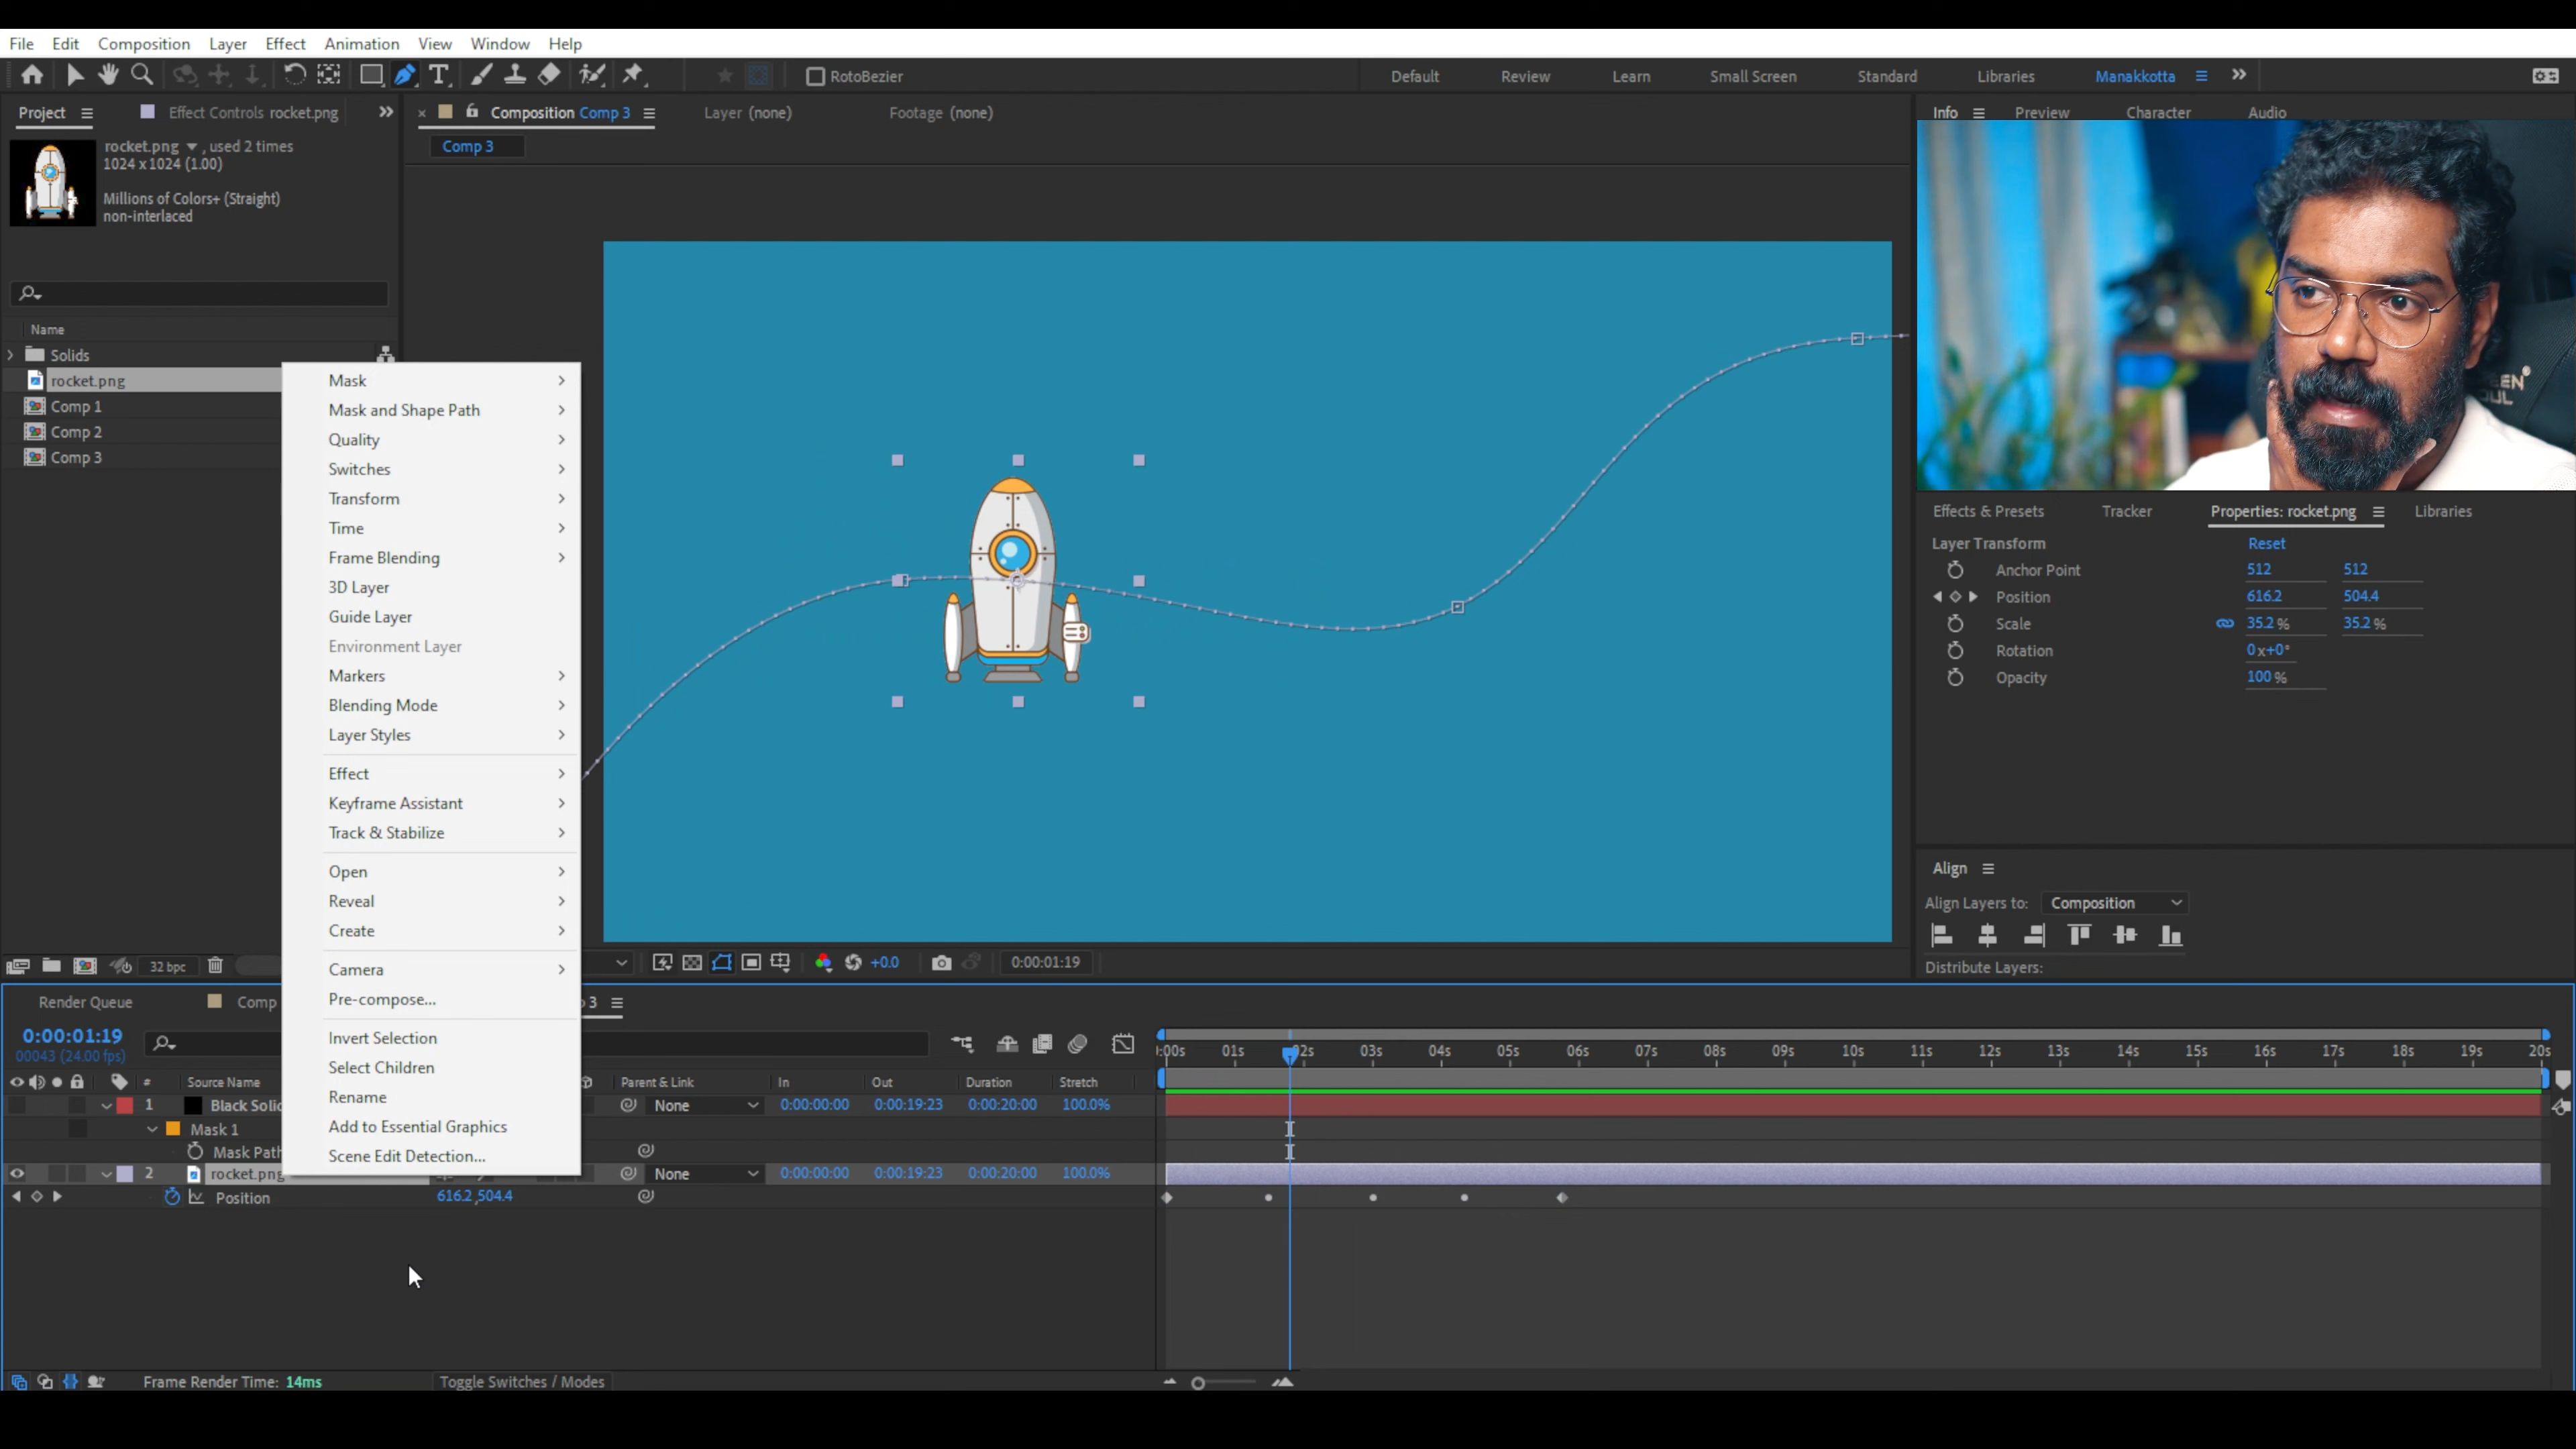 File Edit Composition Layer Effect Animation View Window Help
RotoBezier Default Review Learn Small Screen Standard Libraries Manakkotta
Project Effect Controls rocket.png Composition Comp 3 Layer (none) Footage (none) Info Preview Character Audio
rocket.png , used 2 times
1024 x 1024 (1.00)
Millions of Colors+ (Straight)
non-interlaced
Comp 3
Name
Solids
rocket.png
Comp 1
Comp 2
Comp 3
Mask
Mask and Shape Path
Quality
Switches
Transform
Time
Frame Blending
3D Layer
Guide Layer
Environment Layer
Markers
Blending Mode
Layer Styles
Effect
Keyframe Assistant
Track & Stabilize
Open
Reveal
Create
Camera
Pre-compose...
Invert Selection
Select Children
Rename
Add to Essential Graphics
Scene Edit Detection...
Effects & Presets Tracker Properties: rocket.png Libraries
Layer Transform Reset
Anchor Point 512 512
Position 616.2 504.4
Scale 35.2 % 35.2 %
Rotation 0x+0°
Opacity 100 %
Align
Align Layers to: Composition
Distribute Layers:
32 bpc +0.0 0:00:01:19
Render Queue Comp 3
0:00:01:19
00043 (24.00 fps)
:00s 01s 02s 03s 04s 05s 06s 07s 08s 09s 10s 11s 12s 13s 14s 15s 16s 17s 18s 19s 20s
# Source Name Parent & Link In Out Duration Stretch
1 Black Solid None 0:00:00:00 0:00:19:23 0:00:20:00 100.0%
Mask 1
Mask Path
2 rocket.png None 0:00:00:00 0:00:19:23 0:00:20:00 100.0%
Position 616.2,504.4
Frame Render Time: 14ms Toggle Switches / Modes